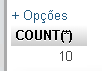 + Opções
COUNT(*)
10